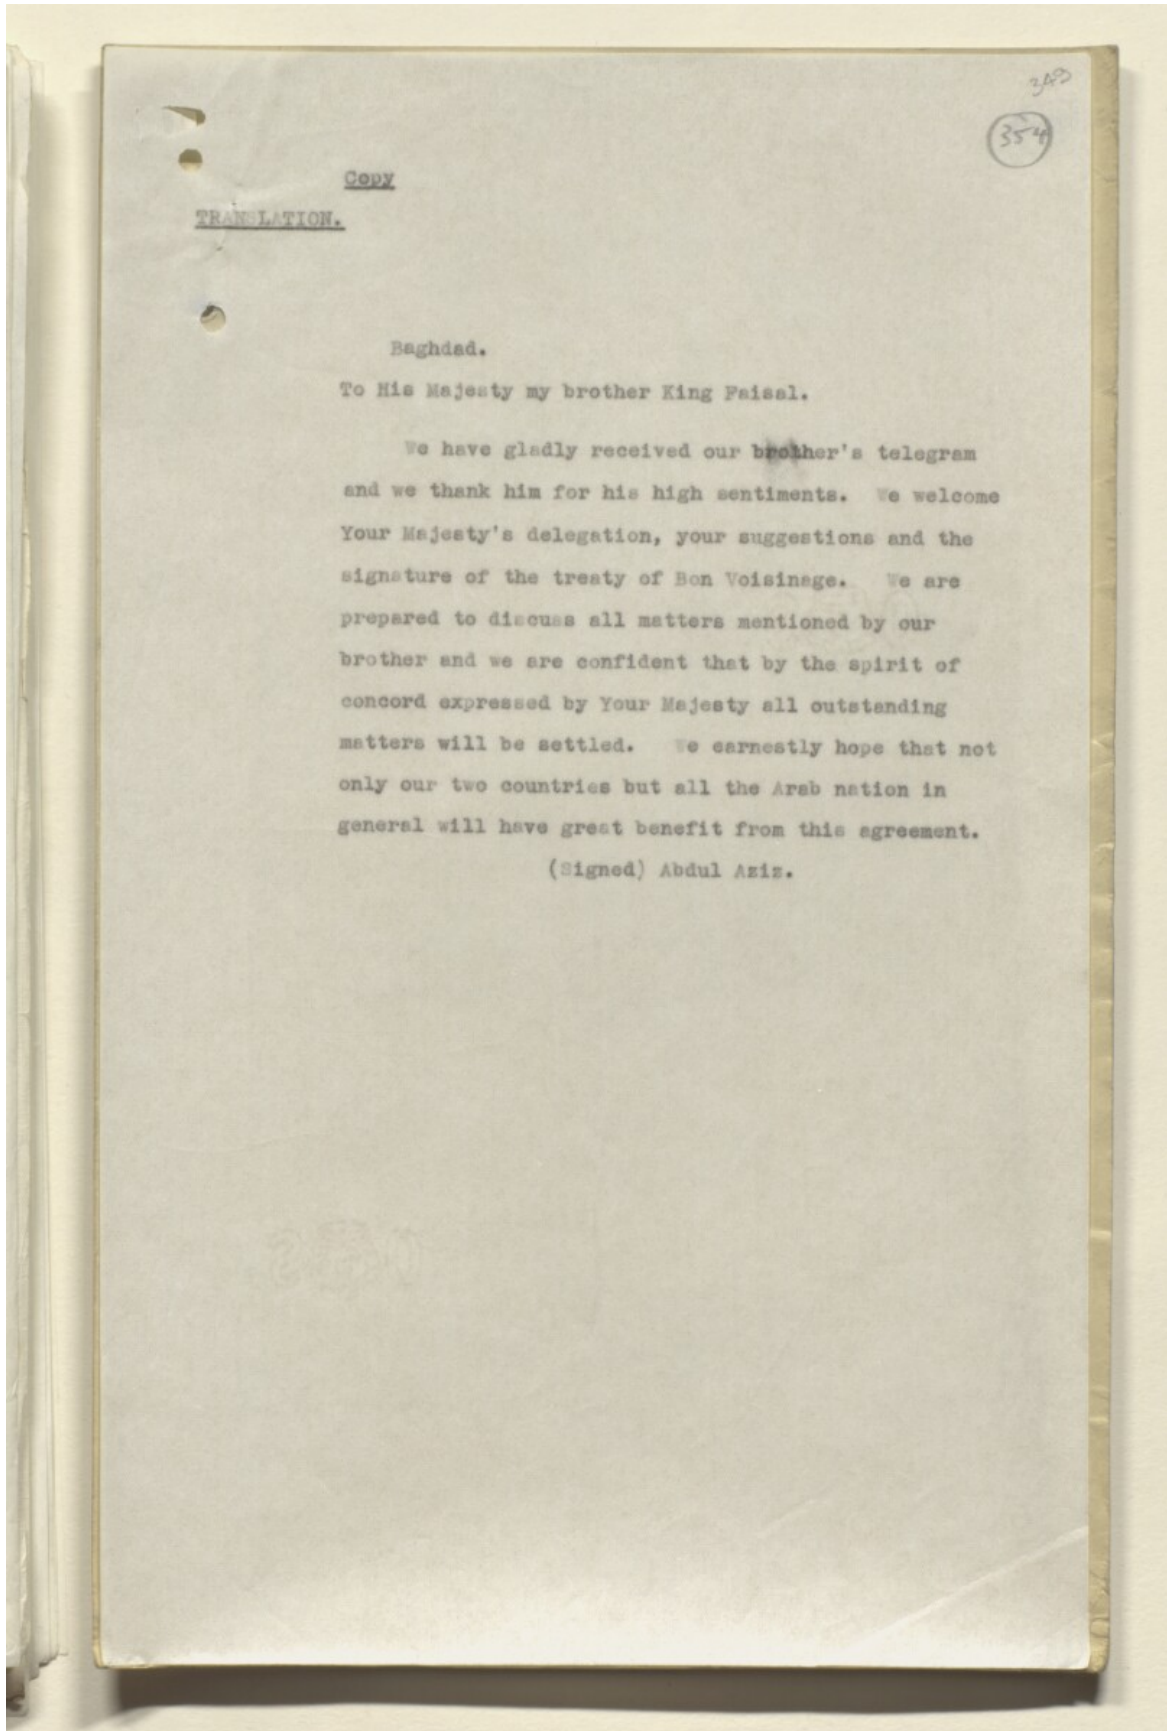 349
354
Copy
TRANSLATION.
Baghdad.
To His Majesty my brother King Faisal.
We have gladly received our brother's telegram
and we thank him for his high sentiments. We welcome
Your Majesty's delegation, your suggestions and the
signature of the treaty of Bon Voisinage. We are
prepared to discuss all matters mentioned by our
brother and we are confident that by the spirit of
concord expressed by Your Majesty all outstanding
matters will be settled. We earnestly hope that not
only our two countries but all the Arab nation in
general will have great benefit from this agreement.
(Signed) Abdul Aziz.